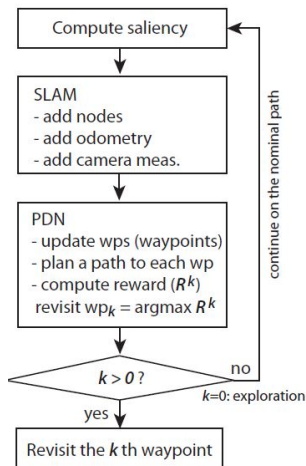 Compute saliency
SLAM
- add nodes
- add odometry
- add camera meas.
PDN
- update wps (waypoints)
- plan a path to each wp
- compute reward (R^k)
revisit wp_k = argmax R^k
k > 0 ?
no
k=0: exploration
yes
Revisit the k th waypoint
continue on the nominal path